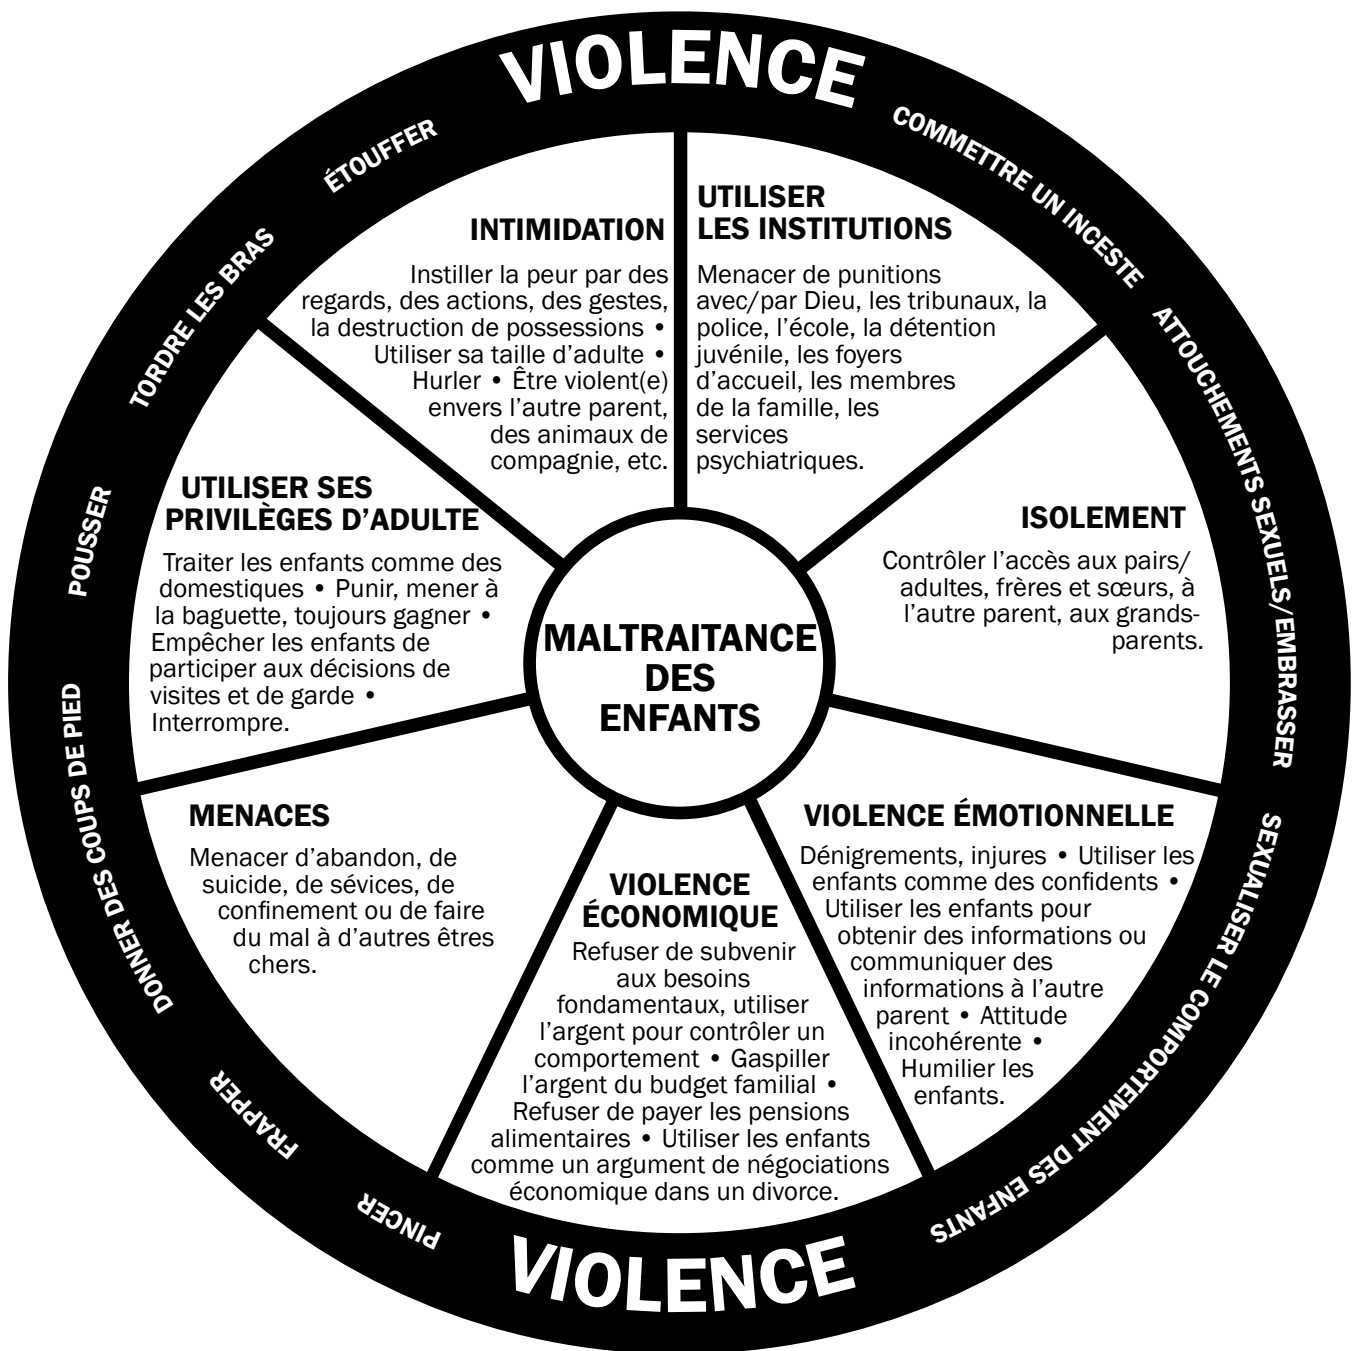 VIOLENCE
COMMETTRE UN INCESTE
ATTOUCHEMENTS SEXUELS/EMBRASSER
SEXUALISER LE COMPORTEMENT DES ENFANTS
VIOLENCE
PINCER
FRAPPER
DONNER DES COUPS DE PIED
POUSSER
TORDRE LES BRAS
ÉTOUFFER
INTIMIDATION
Instiller la peur par des
regards, des actions, des gestes,
la destruction de possessions •
Utiliser sa taille d’adulte •
Hurler • Être violent(e)
envers l’autre parent,
des animaux de
compagnie, etc.
UTILISER
LES INSTITUTIONS
Menacer de punitions
avec/par Dieu, les tribunaux, la
police, l’école, la détention
juvénile, les foyers
d’accueil, les membres
de la famille, les
services
psychiatriques.
ISOLEMENT
Contrôler l’accès aux pairs/
adultes, frères et sœurs, à
l’autre parent, aux grands-
parents.
VIOLENCE ÉMOTIONNELLE
Dénigrements, injures • Utiliser les
enfants comme des confidents •
Utiliser les enfants pour
obtenir des informations ou
communiquer des
informations à l’autre
parent • Attitude
incohérente •
Humilier les
enfants.
VIOLENCE
ÉCONOMIQUE
Refuser de subvenir
aux besoins
fondamentaux, utiliser
l’argent pour contrôler un
comportement • Gaspiller
l’argent du budget familial •
Refuser de payer les pensions
alimentaires • Utiliser les enfants
comme un argument de négociations
économique dans un divorce.
MENACES
Menacer d’abandon, de
suicide, de sévices, de
confinement ou de faire
du mal à d’autres êtres
chers.
UTILISER SES
PRIVILÈGES D’ADULTE
Traiter les enfants comme des
domestiques • Punir, mener à
la baguette, toujours gagner •
Empêcher les enfants de
participer aux décisions de
visites et de garde •
Interrompre.
MALTRAITANCE
DES
ENFANTS